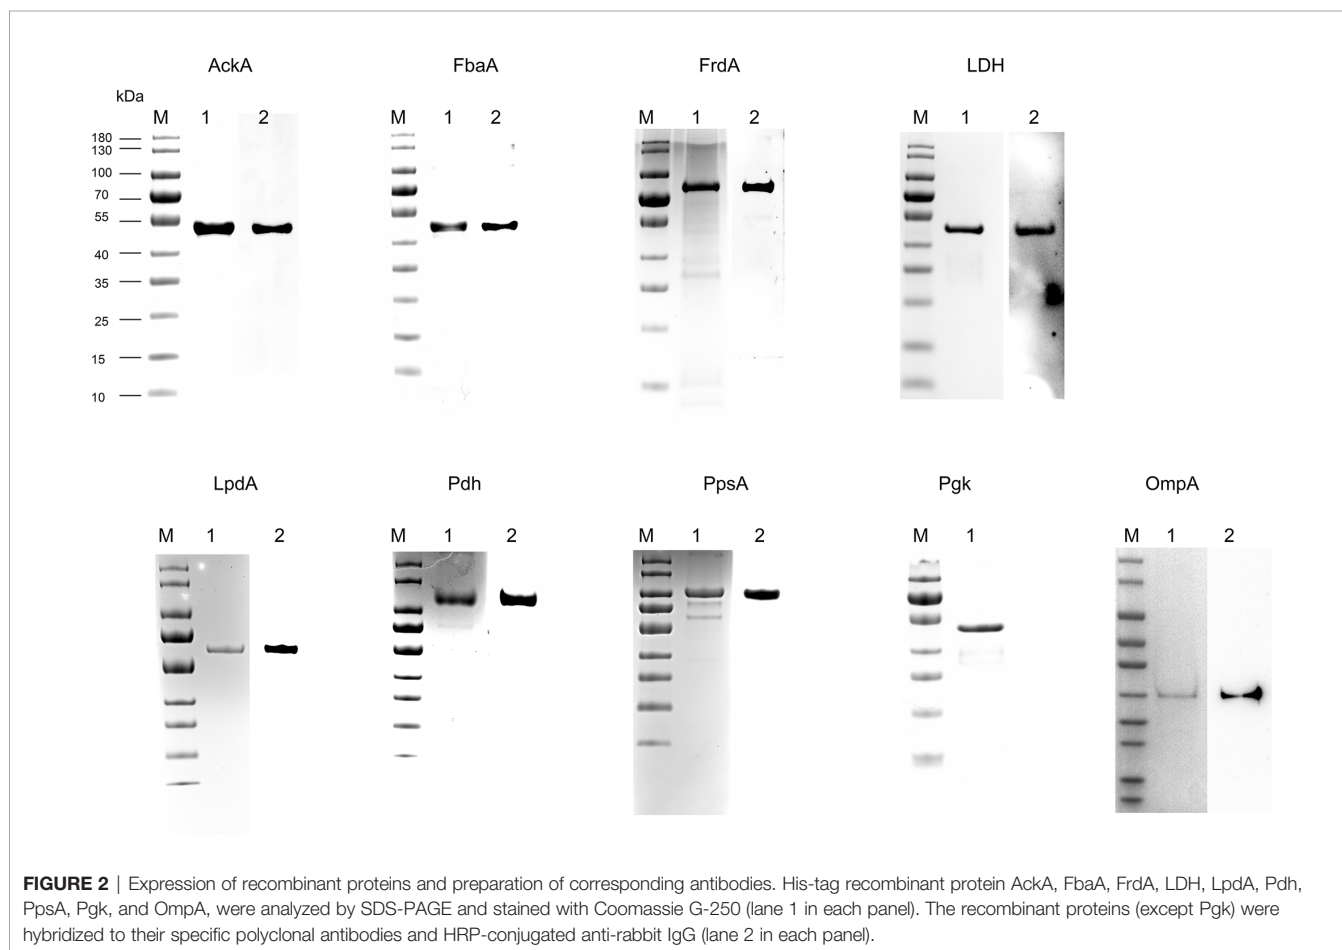 AckA FbaA FrdA LDH
kDa
M 1 2 M 1 2 M 1 2 M 1 2
180
130
100
70
55
40
35
25
15
10
LpdA Pdh PpsA Pgk OmpA
M 1 2 M 1 2 M 1 2 M 1 M 1 2
FIGURE 2 | Expression of recombinant proteins and preparation of corresponding antibodies. His-tag recombinant protein AckA, FbaA, FrdA, LDH, LpdA, Pdh,
PpsA, Pgk, and OmpA, were analyzed by SDS-PAGE and stained with Coomassie G-250 (lane 1 in each panel). The recombinant proteins (except Pgk) were
hybridized to their specific polyclonal antibodies and HRP-conjugated anti-rabbit IgG (lane 2 in each panel).